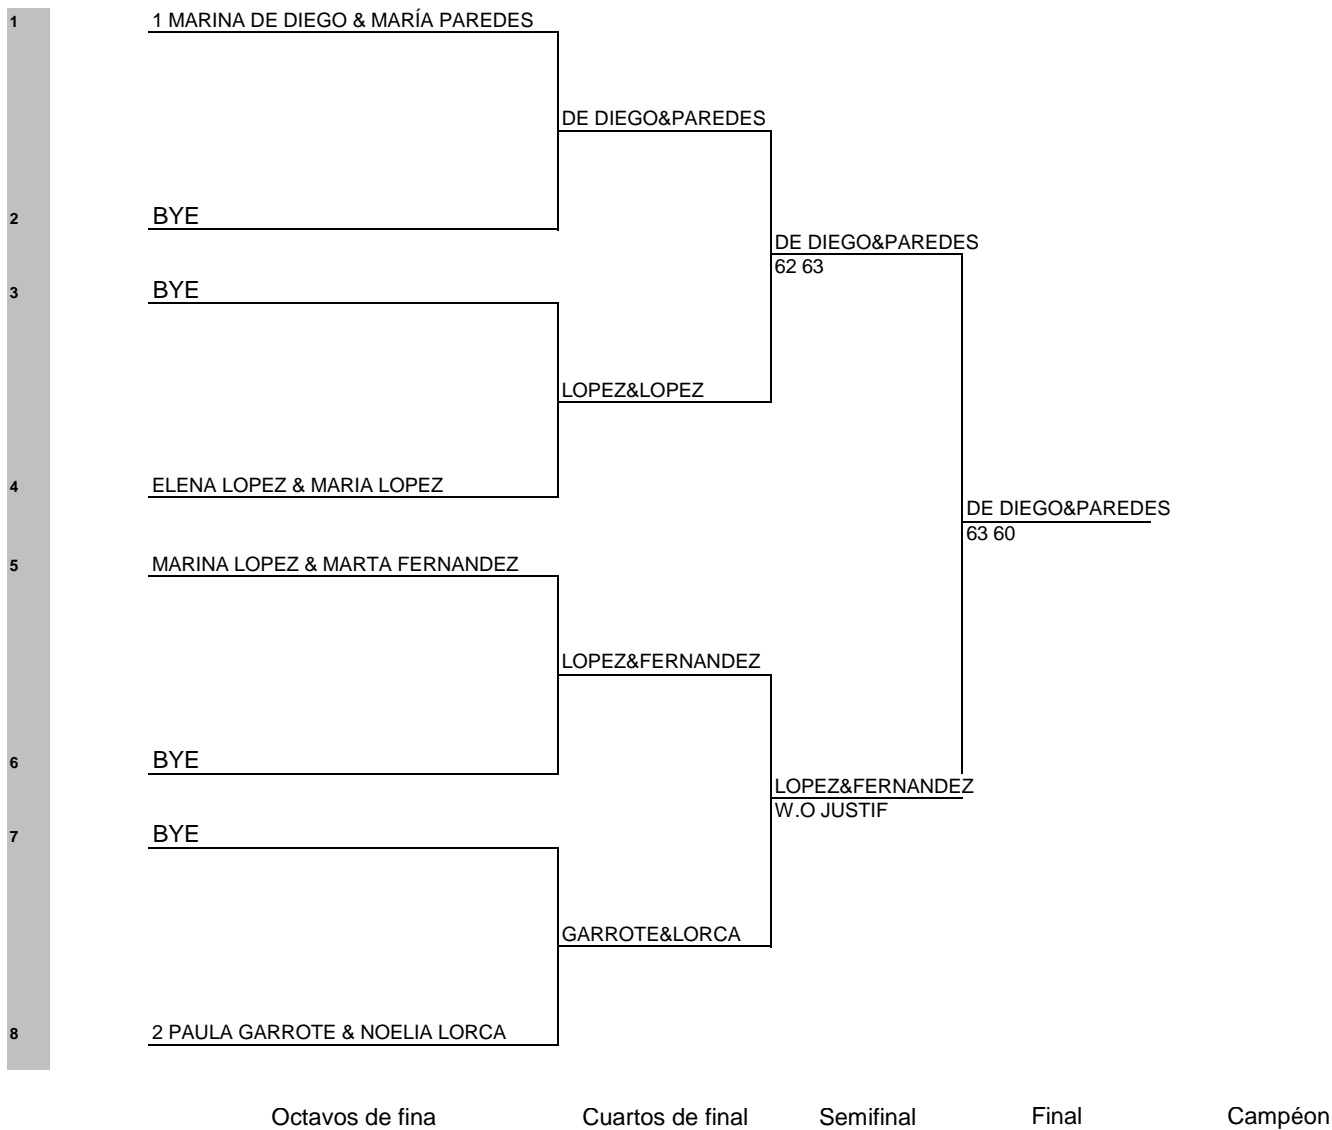 1 1 MARINA DE DIEGO & MARÍA PAREDES
DE DIEGO&PAREDES
2 BYE
DE DIEGO&PAREDES
62 63
3 BYE
LOPEZ&LOPEZ
4 ELENA LOPEZ & MARIA LOPEZ
DE DIEGO&PAREDES
63 60
5 MARINA LOPEZ & MARTA FERNANDEZ
LOPEZ&FERNANDEZ
6 BYE
LOPEZ&FERNANDEZ
W.O JUSTIF
7 BYE
GARROTE&LORCA
8 2 PAULA GARROTE & NOELIA LORCA
Octavos de fina Cuartos de final Semifinal Final Campéon